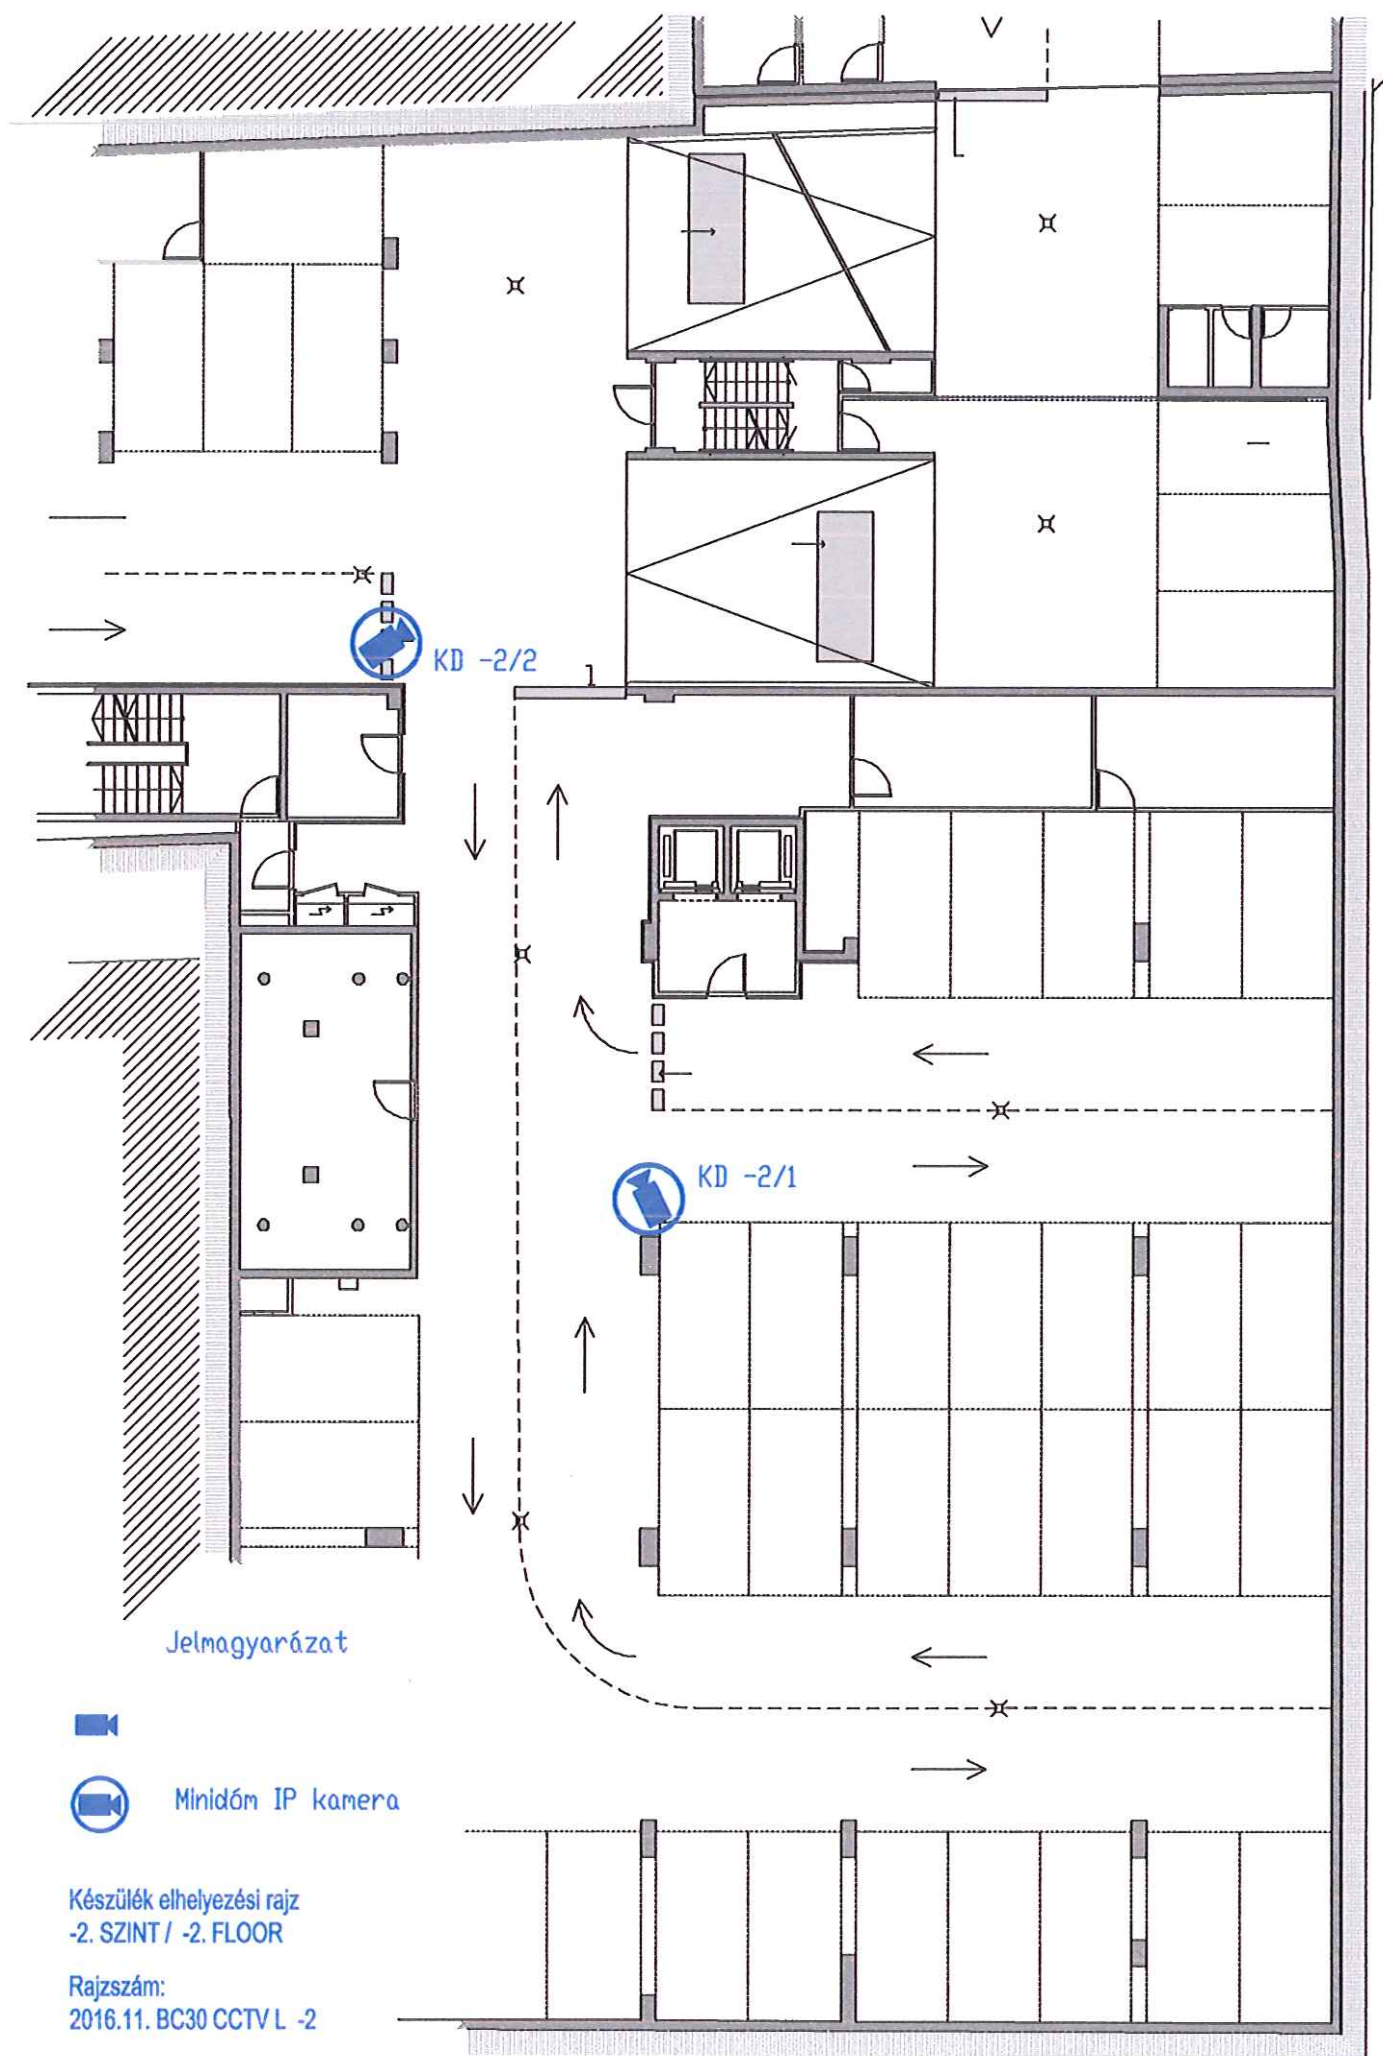 KD -2/2
KD -2/1
Jelmagyarázat
Minidóm IP kamera
Készülék elhelyezési rajz
-2. SZINT / -2. FLOOR
Rajzszám:
2016.11. BC30 CCTV L -2